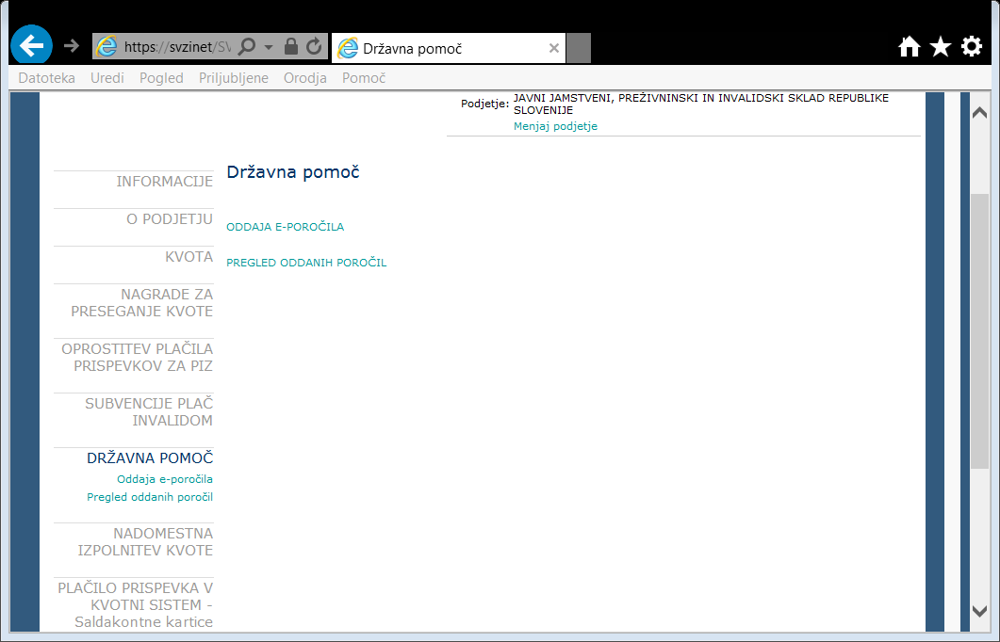 https://svzinet/SV
Državna pomoč
Datoteka Uredi Pogled Priljubljene Orodja Pomoč
Podjetje: JAVNI JAMSTVENI, PREŽIVNINSKI IN INVALIDSKI SKLAD REPUBLIKE
SLOVENIJE
Menjaj podjetje
INFORMACIJE
O PODJETJU
KVOTA
NAGRADE ZA
PRESEGANJE KVOTE
OPROSTITEV PLAČILA
PRISPEVKOV ZA PIZ
SUBVENCIJE PLAČ
INVALIDOM
DRŽAVNA POMOČ
Oddaja e-poročila
Pregled oddanih poročil
NADOMESTNA
IZPOLNITEV KVOTE
PLAČILO PRISPEVKA V
KVOTNI SISTEM -
Saldakontne kartice
Državna pomoč
ODDAJA E-POROČILA
PREGLED ODDANIH POROČIL